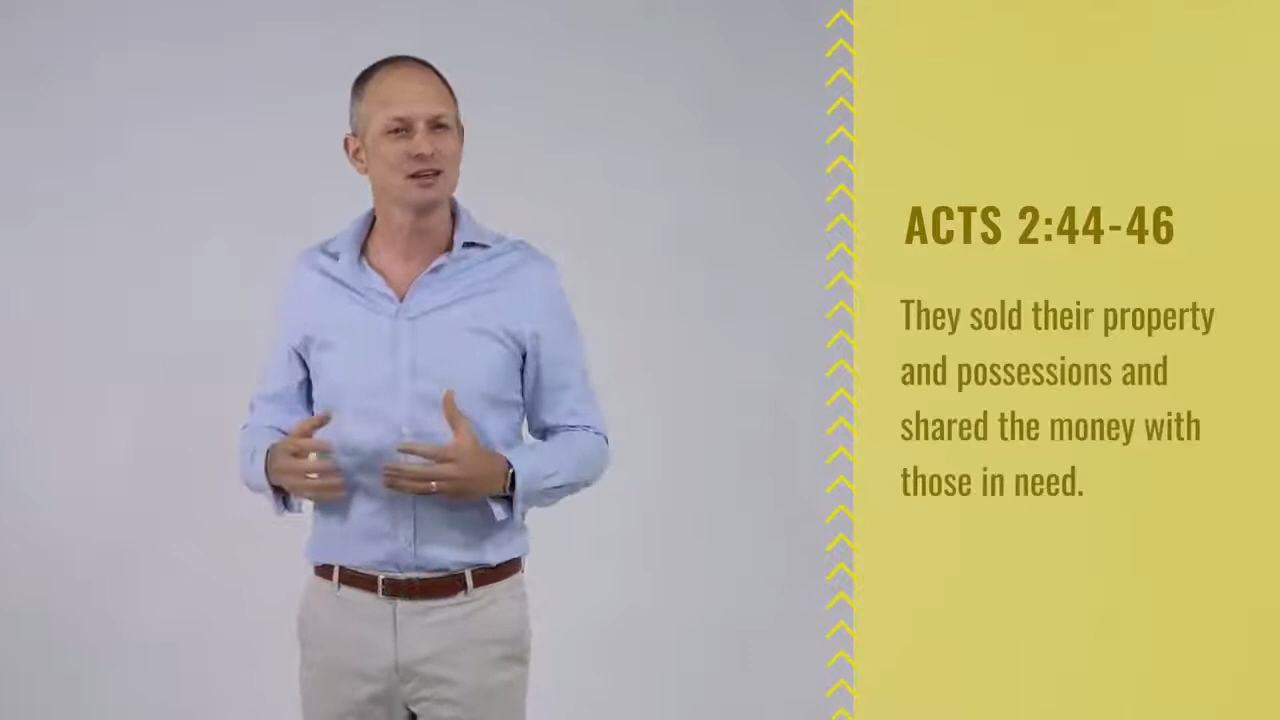 ACTS 2:44-46
They sold their property
and possessions and
shared the money with
those in need.